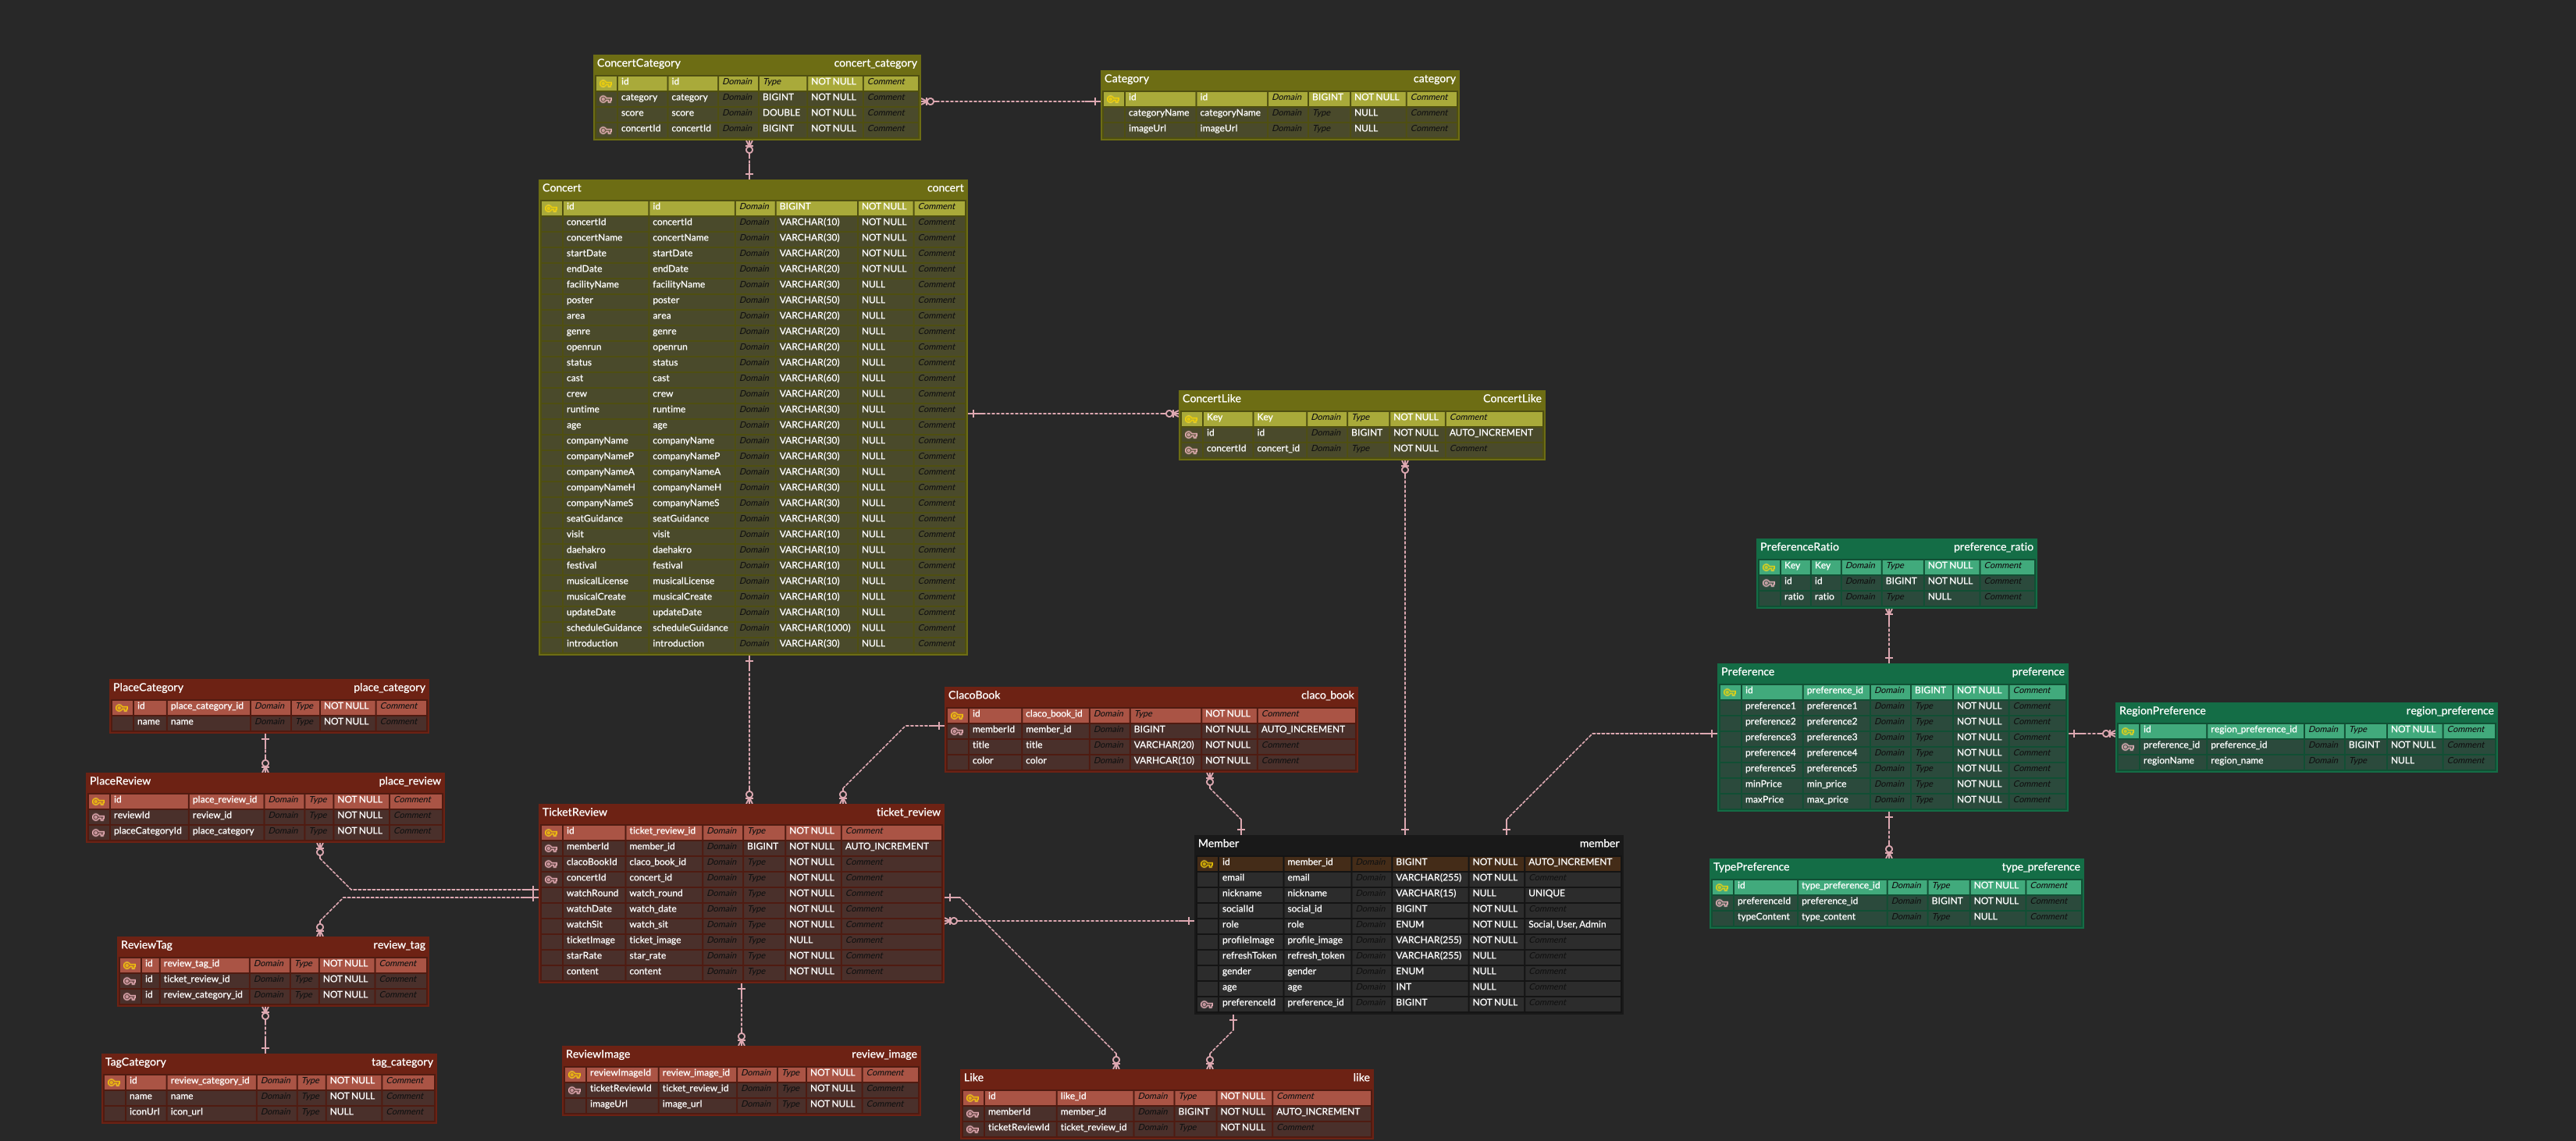 ConcertCategory concert_category
id id Domain Type NOT NULL Comment
category category Domain BIGINT NOT NULL Comment
score score Domain DOUBLE NOT NULL Comment
concertId concertId Domain BIGINT NOT NULL Comment
Category category
id id Domain BIGINT NOT NULL Comment
categoryName categoryName Domain Type NULL Comment
imageUrl imageUrl Domain Type NULL Comment
Concert concert
id id Domain BIGINT NOT NULL Comment
concertId concertId Domain VARCHAR(10) NOT NULL Comment
concertName concertName Domain VARCHAR(30) NOT NULL Comment
startDate startDate Domain VARCHAR(20) NOT NULL Comment
endDate endDate Domain VARCHAR(20) NOT NULL Comment
facilityName facilityName Domain VARCHAR(30) NULL Comment
poster poster Domain VARCHAR(50) NULL Comment
area area Domain VARCHAR(20) NULL Comment
genre genre Domain VARCHAR(20) NULL Comment
openrun openrun Domain VARCHAR(20) NULL Comment
status status Domain VARCHAR(20) NULL Comment
cast cast Domain VARCHAR(60) NULL Comment
crew crew Domain VARCHAR(20) NULL Comment
runtime runtime Domain VARCHAR(30) NULL Comment
age age Domain VARCHAR(20) NULL Comment
companyName companyName Domain VARCHAR(30) NULL Comment
companyNameP companyNameP Domain VARCHAR(30) NULL Comment
companyNameA companyNameA Domain VARCHAR(30) NULL Comment
companyNameH companyNameH Domain VARCHAR(30) NULL Comment
companyNameS companyNameS Domain VARCHAR(30) NULL Comment
seatGuidance seatGuidance Domain VARCHAR(30) NULL Comment
visit visit Domain VARCHAR(10) NULL Comment
daehakro daehakro Domain VARCHAR(10) NULL Comment
festival festival Domain VARCHAR(10) NULL Comment
musicalLicense musicalLicense Domain VARCHAR(10) NULL Comment
musicalCreate musicalCreate Domain VARCHAR(10) NULL Comment
updateDate updateDate Domain VARCHAR(10) NULL Comment
scheduleGuidance scheduleGuidance Domain VARCHAR(1000) NULL Comment
introduction introduction Domain VARCHAR(30) NULL Comment
ConcertLike ConcertLike
Key Key Domain Type NOT NULL Comment
id id Domain BIGINT NOT NULL AUTO_INCREMENT
concertId concert_id Domain Type NOT NULL Comment
PreferenceRatio preference_ratio
Key Key Domain Type NOT NULL Comment
id id Domain BIGINT NOT NULL Comment
ratio ratio Domain Type NULL Comment
Preference preference
id preference_id Domain BIGINT NOT NULL Comment
preference1 preference1 Domain Type NOT NULL Comment
preference2 preference2 Domain Type NOT NULL Comment
preference3 preference3 Domain Type NOT NULL Comment
preference4 preference4 Domain Type NOT NULL Comment
preference5 preference5 Domain Type NOT NULL Comment
minPrice min_price Domain Type NOT NULL Comment
maxPrice max_price Domain Type NOT NULL Comment
RegionPreference region_preference
id region_preference_id Domain Type NOT NULL Comment
preference_id preference_id Domain BIGINT NOT NULL Comment
regionName region_name Domain Type NULL Comment
TypePreference type_preference
id type_preference_id Domain Type NOT NULL Comment
preferenceId preference_id Domain BIGINT NOT NULL Comment
typeContent type_content Domain Type NULL Comment
PlaceCategory place_category
id place_category_id Domain Type NOT NULL Comment
name name Domain Type NOT NULL Comment
PlaceReview place_review
id place_review_id Domain Type NOT NULL Comment
reviewId review_id Domain Type NOT NULL Comment
placeCategoryId place_category Domain Type NOT NULL Comment
ClacoBook claco_book
id claco_book_id Domain Type NOT NULL Comment
memberId member_id Domain BIGINT NOT NULL AUTO_INCREMENT
title title Domain VARCHAR(20) NOT NULL Comment
color color Domain VARHCAR(10) NOT NULL Comment
TicketReview ticket_review
id ticket_review_id Domain Type NOT NULL Comment
memberId member_id Domain BIGINT NOT NULL AUTO_INCREMENT
clacoBookId claco_book_id Domain Type NOT NULL Comment
concertId concert_id Domain Type NOT NULL Comment
watchRound watch_round Domain Type NOT NULL Comment
watchDate watch_date Domain Type NOT NULL Comment
watchSit watch_sit Domain Type NOT NULL Comment
ticketImage ticket_image Domain Type NULL Comment
starRate star_rate Domain Type NOT NULL Comment
content content Domain Type NOT NULL Comment
Member member
id member_id Domain BIGINT NOT NULL AUTO_INCREMENT
email email Domain VARCHAR(255) NOT NULL Comment
nickname nickname Domain VARCHAR(15) NULL UNIQUE
socialId social_id Domain BIGINT NOT NULL Comment
role role Domain ENUM NOT NULL Social, User, Admin
profileImage profile_image Domain VARCHAR(255) NOT NULL Comment
refreshToken refresh_token Domain VARCHAR(255) NULL Comment
gender gender Domain ENUM NULL Comment
age age Domain INT NULL Comment
preferenceId preference_id Domain BIGINT NOT NULL Comment
ReviewTag review_tag
id review_tag_id Domain Type NOT NULL Comment
id ticket_review_id Domain Type NOT NULL Comment
id review_category_id Domain Type NOT NULL Comment
TagCategory tag_category
id review_category_id Domain Type NOT NULL Comment
name name Domain Type NOT NULL Comment
iconUrl icon_url Domain Type NULL Comment
ReviewImage review_image
reviewImageId review_image_id Domain Type NOT NULL Comment
ticketReviewId ticket_review_id Domain Type NOT NULL Comment
imageUrl image_url Domain Type NOT NULL Comment
Like like
id like_id Domain Type NOT NULL Comment
memberId member_id Domain BIGINT NOT NULL AUTO_INCREMENT
ticketReviewId ticket_review_id Domain Type NOT NULL Comment